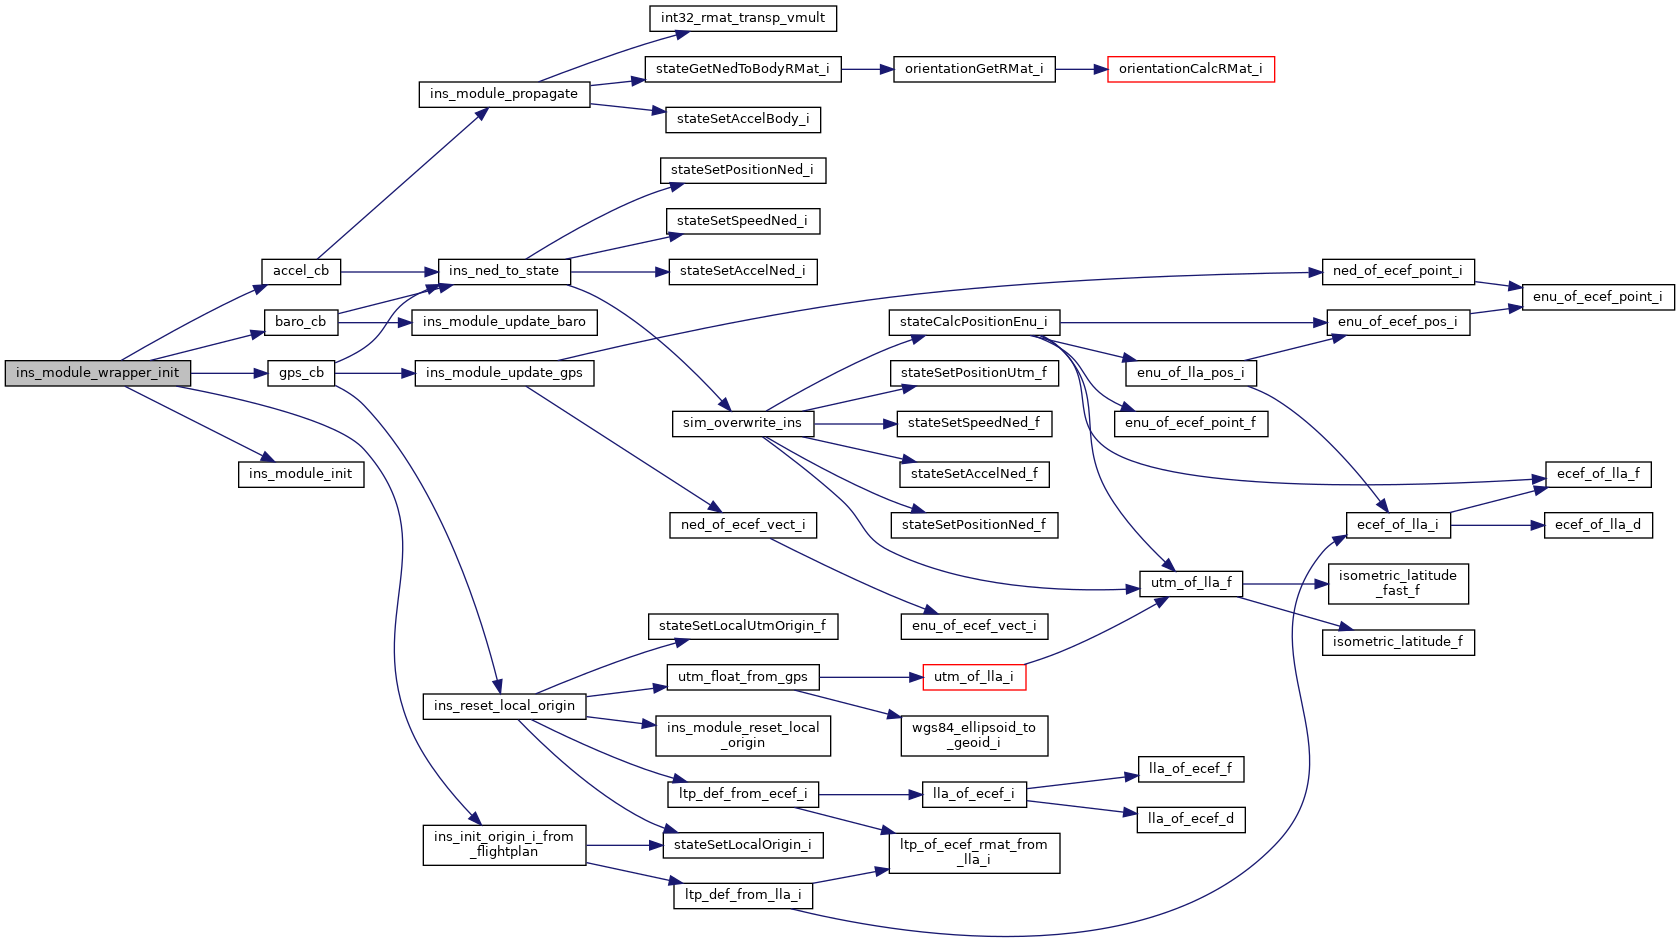 int32_rmat_transp_vmult
stateGetNedToBodyRMat_i
orientationGetRMat_i
orientationCalcRMat_i
ins_module_propagate
stateSetAccelBody_i
stateSetPositionNed_i
stateSetSpeedNed_i
accel_cb
ins_ned_to_state
stateSetAccelNed_i
ned_of_ecef_point_i
enu_of_ecef_point_i
baro_cb
ins_module_update_baro
stateCalcPositionEnu_i
enu_of_ecef_pos_i
ins_module_wrapper_init
gps_cb
ins_module_update_gps
stateSetPositionUtm_f
enu_of_lla_pos_i
sim_overwrite_ins
stateSetSpeedNed_f
enu_of_ecef_point_f
ins_module_init
stateSetAccelNed_f
ecef_of_lla_f
ned_of_ecef_vect_i
stateSetPositionNed_f
ecef_of_lla_i
ecef_of_lla_d
utm_of_lla_f
isometric_latitude
_fast_f
stateSetLocalUtmOrigin_f
enu_of_ecef_vect_i
isometric_latitude_f
utm_float_from_gps
utm_of_lla_i
ins_reset_local_origin
ins_module_reset_local
_origin
wgs84_ellipsoid_to
_geoid_i
lla_of_ecef_f
ltp_def_from_ecef_i
lla_of_ecef_i
lla_of_ecef_d
ins_init_origin_i_from
_flightplan
stateSetLocalOrigin_i
ltp_of_ecef_rmat_from
_lla_i
ltp_def_from_lla_i